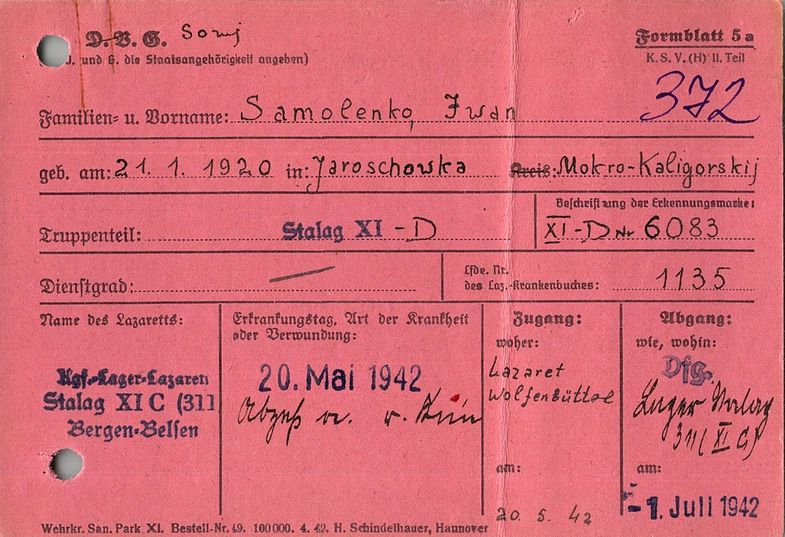 D. B. G. Sowj
J. und G. die Staatsangehörigkeit angeben)
Formblatt 5a
K. S. V. (H) II. Teil
372
Familien- u. Vorname: Samolenko, Iwan
geb. am: 21. 1. 1920 in: Jaroschowka Kreis: Mokro-Kaligorskij
Truppenteil: Stalag XI - D
Beschriftung der Erkennungsmarke:
XI-D Nr 6083
Dienstgrad:
Lfde. Nr.
des Laz.-Krankenbuches: 1135
Name des Lazaretts:
Kgf.-Lager-Lazarett
Stalag XI C (311
Bergen-Belsen
Erkrankungstag, Art der Krankheit
oder Verwundung:
20. Mai 1942
Abzeß a. r.
Zugang:
woher:
Lazaret
Wolfenbüttel
am:
20. 5. 42
Abgang:
wie, wohin:
Dfg.
Lager Stalag
311 (XI C)
am:
-1. Juli 1942
Wehrkr. San. Park XI. Bestell-Nr. 49. 100000. 4. 42. H. Schindelhauer, Hannover